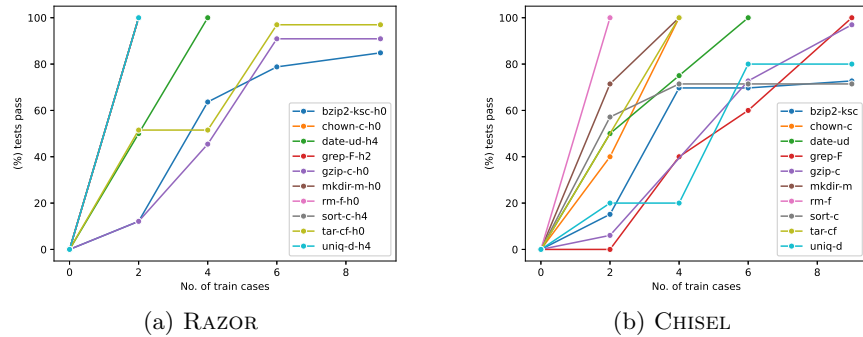 100
80
60
40
20
0
(%) tests pass
0
2
4
6
8
No. of train cases
bzip2-ksc-h0
chown-c-h0
date-ud-h4
grep-F-h2
gzip-c-h0
mkdir-m-h0
rm-f-h0
sort-c-h4
tar-cf-h0
uniq-d-h4
(a) RAZOR
100
80
60
40
20
0
(%) tests pass
0
2
4
6
8
No. of train cases
bzip2-ksc
chown-c
date-ud
grep-F
gzip-c
mkdir-m
rm-f
sort-c
tar-cf
uniq-d
(b) CHISEL